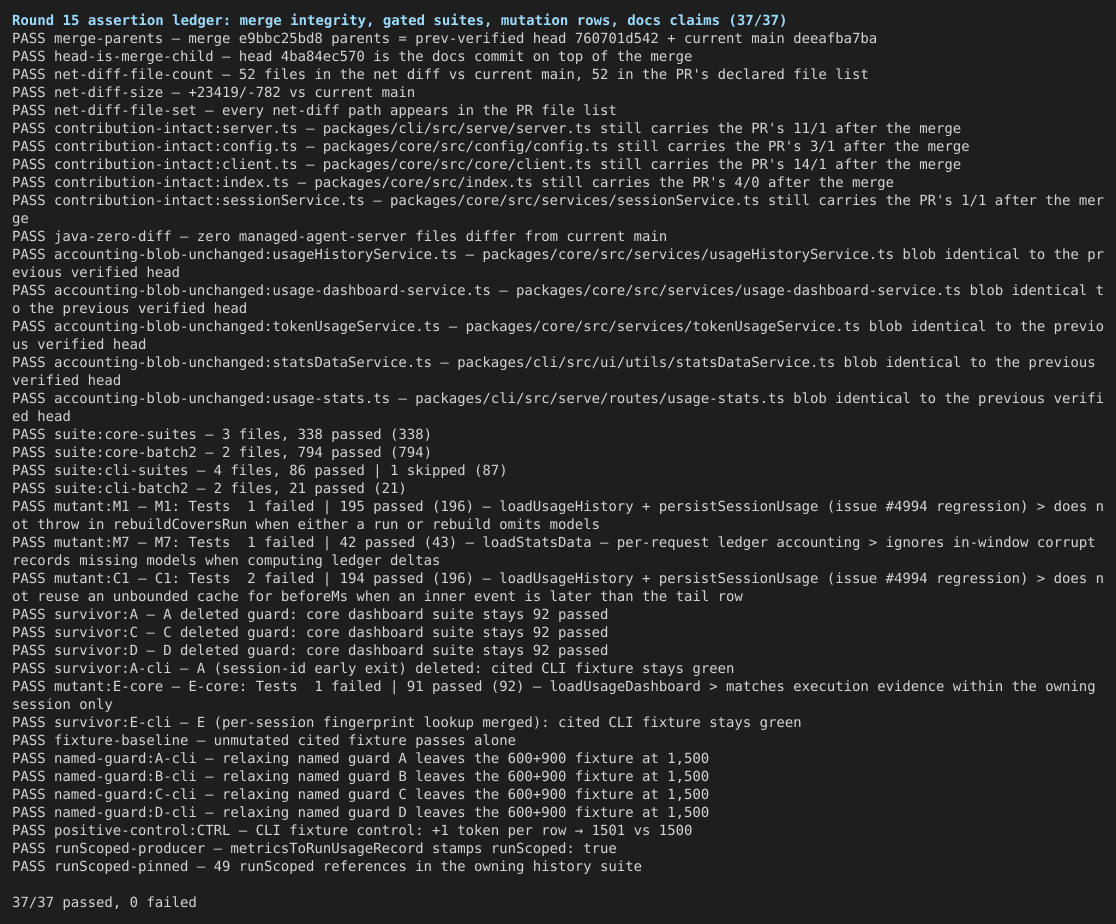 Round 15 assertion ledger: merge integrity, gated suites, mutation rows, docs claims (37/37)
PASS merge-parents — merge e9bbc25bd8 parents = prev-verified head 760701d542 + current main deeafba7ba
PASS head-is-merge-child — head 4ba84ec570 is the docs commit on top of the merge
PASS net-diff-file-count — 52 files in the net diff vs current main, 52 in the PR's declared file list
PASS net-diff-size — +23419/-782 vs current main
PASS net-diff-file-set — every net-diff path appears in the PR file list
PASS contribution-intact:server.ts — packages/cli/src/serve/server.ts still carries the PR's 11/1 after the merge
PASS contribution-intact:config.ts — packages/core/src/config/config.ts still carries the PR's 3/1 after the merge
PASS contribution-intact:client.ts — packages/core/src/core/client.ts still carries the PR's 14/1 after the merge
PASS contribution-intact:index.ts — packages/core/src/index.ts still carries the PR's 4/0 after the merge
PASS contribution-intact:sessionService.ts — packages/core/src/services/sessionService.ts still carries the PR's 1/1 after the mer
ge
PASS java-zero-diff — zero managed-agent-server files differ from current main
PASS accounting-blob-unchanged:usageHistoryService.ts — packages/core/src/services/usageHistoryService.ts blob identical to the pr
evious verified head
PASS accounting-blob-unchanged:usage-dashboard-service.ts — packages/core/src/services/usage-dashboard-service.ts blob identical t
o the previous verified head
PASS accounting-blob-unchanged:tokenUsageService.ts — packages/core/src/services/tokenUsageService.ts blob identical to the previo
us verified head
PASS accounting-blob-unchanged:statsDataService.ts — packages/cli/src/ui/utils/statsDataService.ts blob identical to the previous
verified head
PASS accounting-blob-unchanged:usage-stats.ts — packages/cli/src/serve/routes/usage-stats.ts blob identical to the previous verifi
ed head
PASS suite:core-suites — 3 files, 338 passed (338)
PASS suite:core-batch2 — 2 files, 794 passed (794)
PASS suite:cli-suites — 4 files, 86 passed | 1 skipped (87)
PASS suite:cli-batch2 — 2 files, 21 passed (21)
PASS mutant:M1 — M1: Tests  1 failed | 195 passed (196) — loadUsageHistory + persistSessionUsage (issue #4994 regression) > does n
ot throw in rebuildCoversRun when either a run or rebuild omits models
PASS mutant:M7 — M7: Tests  1 failed | 42 passed (43) — loadStatsData — per-request ledger accounting > ignores in-window corrupt
records missing models when computing ledger deltas
PASS mutant:C1 — C1: Tests  2 failed | 194 passed (196) — loadUsageHistory + persistSessionUsage (issue #4994 regression) > does n
ot reuse an unbounded cache for beforeMs when an inner event is later than the tail row
PASS survivor:A — A deleted guard: core dashboard suite stays 92 passed
PASS survivor:C — C deleted guard: core dashboard suite stays 92 passed
PASS survivor:D — D deleted guard: core dashboard suite stays 92 passed
PASS survivor:A-cli — A (session-id early exit) deleted: cited CLI fixture stays green
PASS mutant:E-core — E-core: Tests  1 failed | 91 passed (92) — loadUsageDashboard > matches execution evidence within the owning
session only
PASS survivor:E-cli — E (per-session fingerprint lookup merged): cited CLI fixture stays green
PASS fixture-baseline — unmutated cited fixture passes alone
PASS named-guard:A-cli — relaxing named guard A leaves the 600+900 fixture at 1,500
PASS named-guard:B-cli — relaxing named guard B leaves the 600+900 fixture at 1,500
PASS named-guard:C-cli — relaxing named guard C leaves the 600+900 fixture at 1,500
PASS named-guard:D-cli — relaxing named guard D leaves the 600+900 fixture at 1,500
PASS positive-control:CTRL — CLI fixture control: +1 token per row → 1501 vs 1500
PASS runScoped-producer — metricsToRunUsageRecord stamps runScoped: true
PASS runScoped-pinned — 49 runScoped references in the owning history suite
37/37 passed, 0 failed